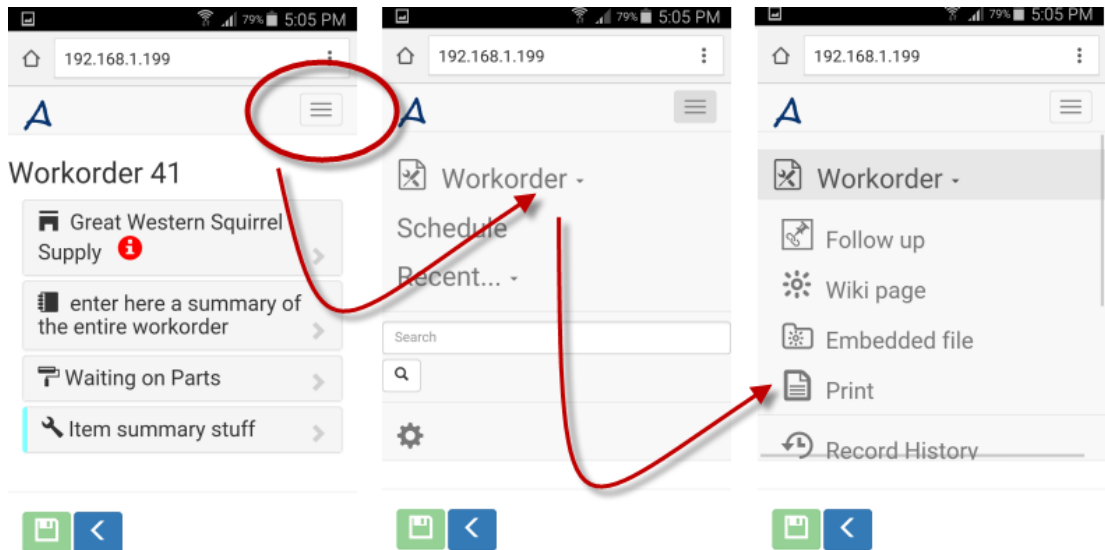 79% 5:05 PM
192.168.1.199
A
Workorder 41
Great Western Squirrel
Supply
enter here a summary of
the entire workorder
Waiting on Parts
Item summary stuff
79% 5:05 PM
192.168.1.199
A
Workorder
Schedule
Recent...
Search
79% 5:05 PM
192.168.1.199
A
Workorder
Follow up
Wiki page
Embedded file
Print
Record History